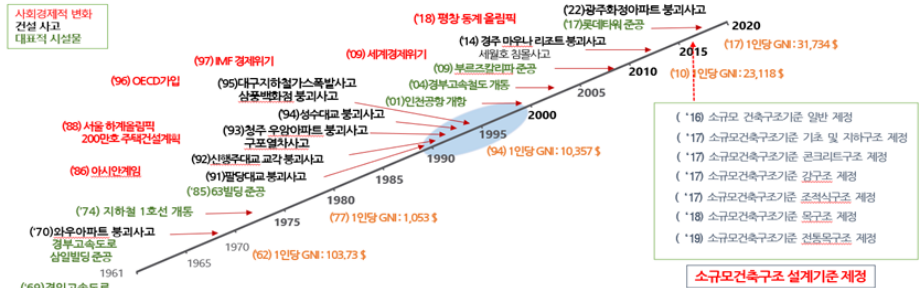 사회경제적 변화
건설 사고
대표적 시설물
('22)광주화정아파트 붕괴사고
('18) 평창 동계 올림픽
('17)롯데타워 준공
2020
('14) 경주 마우나 리조트 붕괴사고
세월호 침몰사고
2015
('17) 1인당 GNI : 31,734 $
('97) IMF 경제위기
('09) 세계경제위기
('09) 부르즈칼리파 준공
2010
('10) 1인당 GNI : 23,118 $
('96) OECD가입
('95)대구지하철가스폭발사고
삼풍백화점 붕괴사고
('04)경부고속철도 개통
2005
('01)인천공항 개항
2000
('94)성수대교 붕괴사고
('88) 서울 하계올림픽
200만호 주택건설계획
('93)청주 우암아파트 붕괴사고
구포열차사고
1995
('92)신행주대교 교각 붕괴사고
1990
('94) 1인당 GNI : 10,357 $
('86) 아시안게임
('91)팔당대교 붕괴사고
1985
('85)63빌딩 준공
1980
('74) 지하철 1호선 개통
1975
('77) 1인당 GNI : 1,053 $
('70)와우아파트 붕괴사고
1970
경부고속도로
삼일빌딩 준공
1965
('62) 1인당 GNI : 103,73 $
1961
('69)경인고속도로
( '16) 소규모 건축구조기준 일반 제정
( '17) 소규모건축구조기준 기초 및 지하구조 제정
( '17) 소규모건축구조기준 콘크리트구조 제정
( '17) 소규모건축구조기준 강구조 제정
( '17) 소규모건축구조기준 조적식구조 제정
( '18) 소규모건축구조기준 목구조 제정
( '19) 소규모건축구조기준 전통목구조 제정
소규모건축구조 설계기준 제정